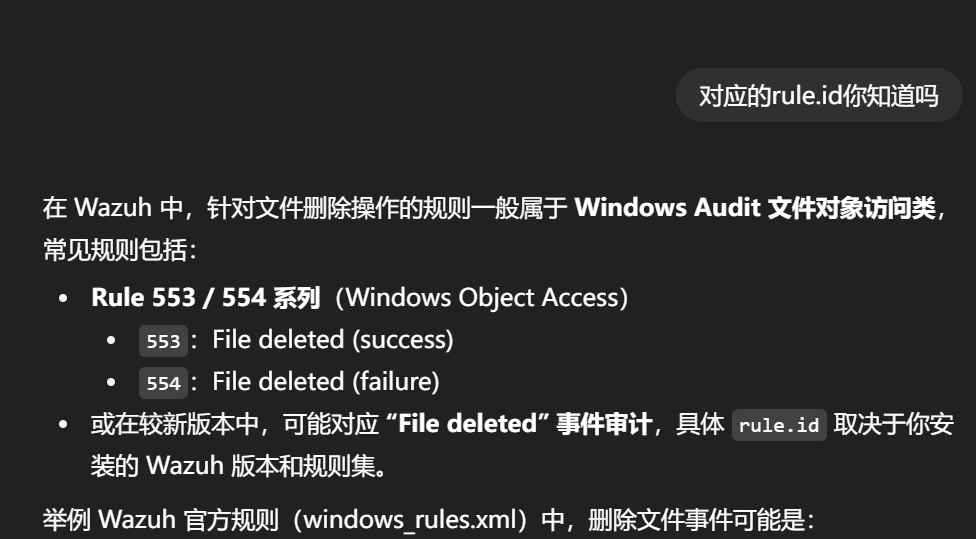 对应的rule.id你知道吗
在 Wazuh 中，针对文件删除操作的规则一般属于 Windows Audit 文件对象访问类，
常见规则包括：
• Rule 553 / 554 系列（Windows Object Access）
• 553：File deleted (success)
• 554：File deleted (failure)
• 或在较新版本中，可能对应 “File deleted” 事件审计，具体 rule.id 取决于你安
装的 Wazuh 版本和规则集。
举例 Wazuh 官方规则（windows_rules.xml）中，删除文件事件可能是：